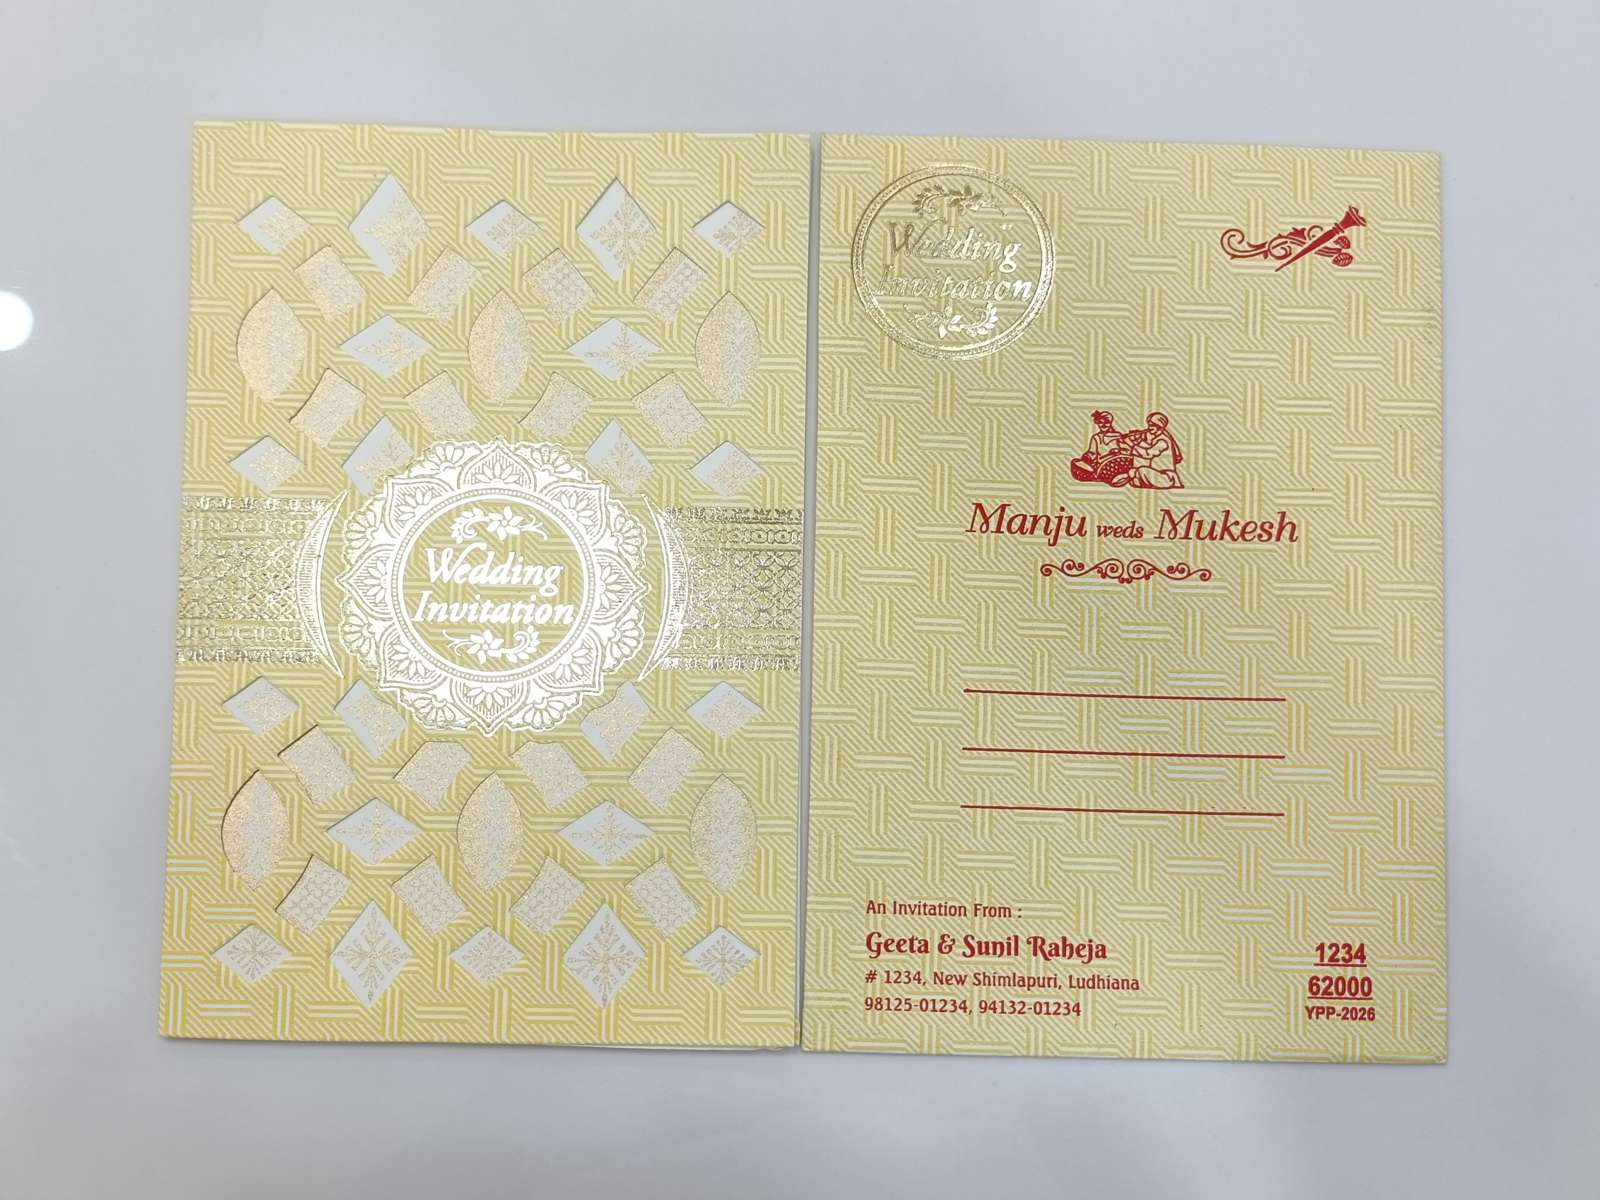 Wedding
Invitation
Wedding
Invitation
Manju weds Mukesh
An Invitation From :
Geeta & Sunil Raheja
# 1234, New Shimlapuri, Ludhiana
98125-01234, 94132-01234
1234
62000
YPP-2026